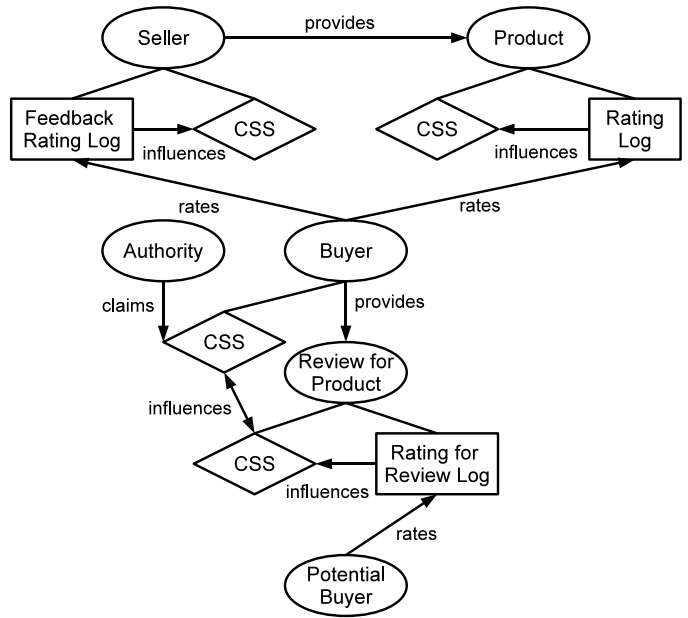 provides
Seller
Product
Feedback
Rating Log
CSS
influences
CSS
influences
Rating
Log
rates
rates
Authority
Buyer
claims
provides
CSS
Review for
Product
influences
CSS
influences
Rating for
Review Log
rates
Potential
Buyer